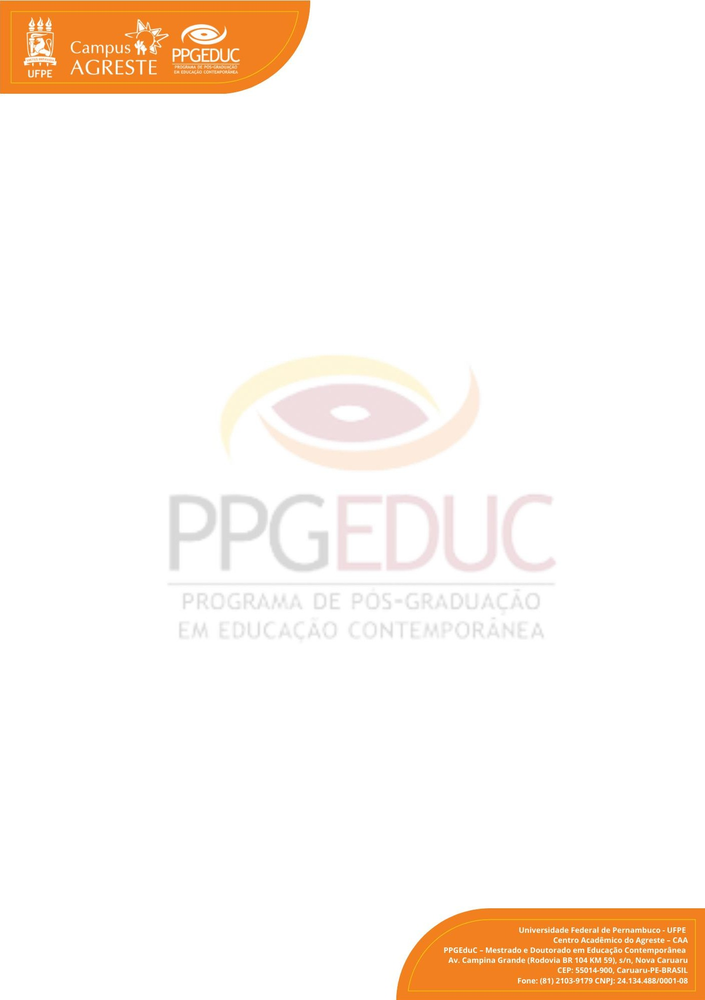 VIRTUS IMPAVIDA
UFPE
Campus
AGRESTE
PPGEDUC
PROGRAMA DE PÓS-GRADUAÇÃO
EM EDUCAÇÃO CONTEMPORÂNEA
PPGEDUC
PROGRAMA DE PÓS-GRADUAÇÃO
EM EDUCAÇÃO CONTEMPORÂNEA
Universidade Federal de Pernambuco - UFPE
Centro Acadêmico do Agreste – CAA
PPGEduC – Mestrado e Doutorado em Educação Contemporânea
Av. Campina Grande (Rodovia BR 104 KM 59), s/n, Nova Caruaru
CEP: 55014-900, Caruaru-PE-BRASIL
Fone: (81) 2103-9179 CNPJ: 24.134.488/0001-08